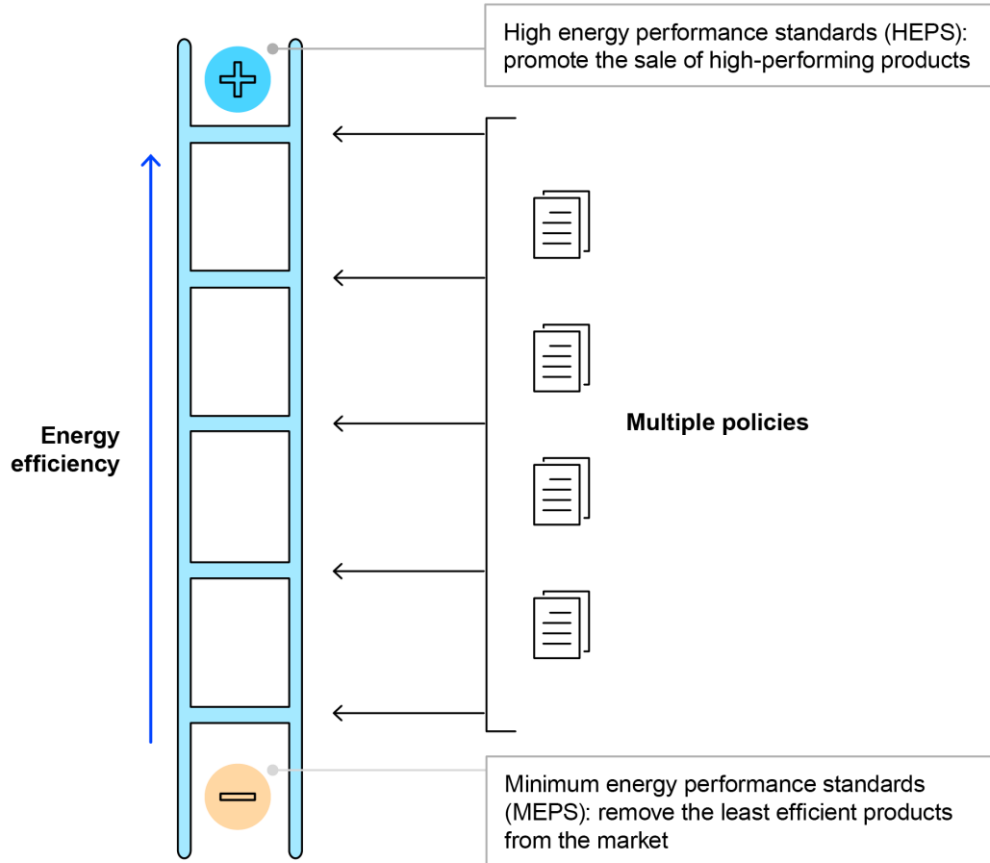 High energy performance standards (HEPS):
promote the sale of high-performing products
Energy
efficiency
Multiple policies
Minimum energy performance standards
(MEPS): remove the least efficient products
from the market